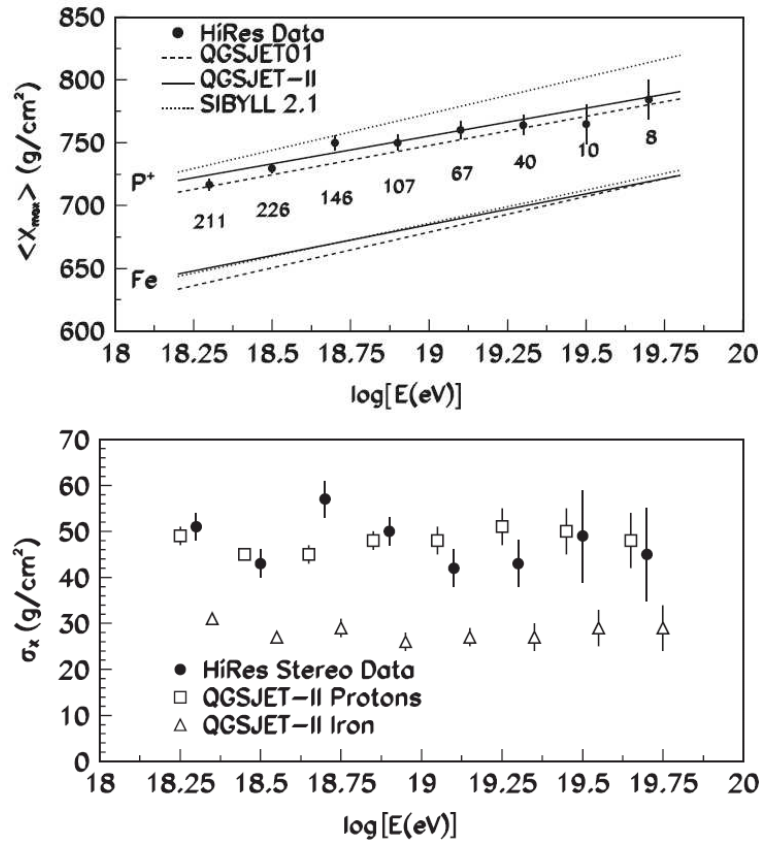 850
800
750
700
650
600
<X_max> (g/cm²)
HiRes Data
QGSJET01
QGSJET-II
SIBYLL 2.1
P⁺
Fe
211
226
146
107
67
40
10
8
18 18.25 18.5 18.75 19 19.25 19.5 19.75 20
log[E(eV)]
70
60
50
40
30
20
10
0
σ_x (g/cm²)
HiRes Stereo Data
QGSJET-II Protons
QGSJET-II Iron
18 18.25 18.5 18.75 19 19.25 19.5 19.75 20
log[E(eV)]